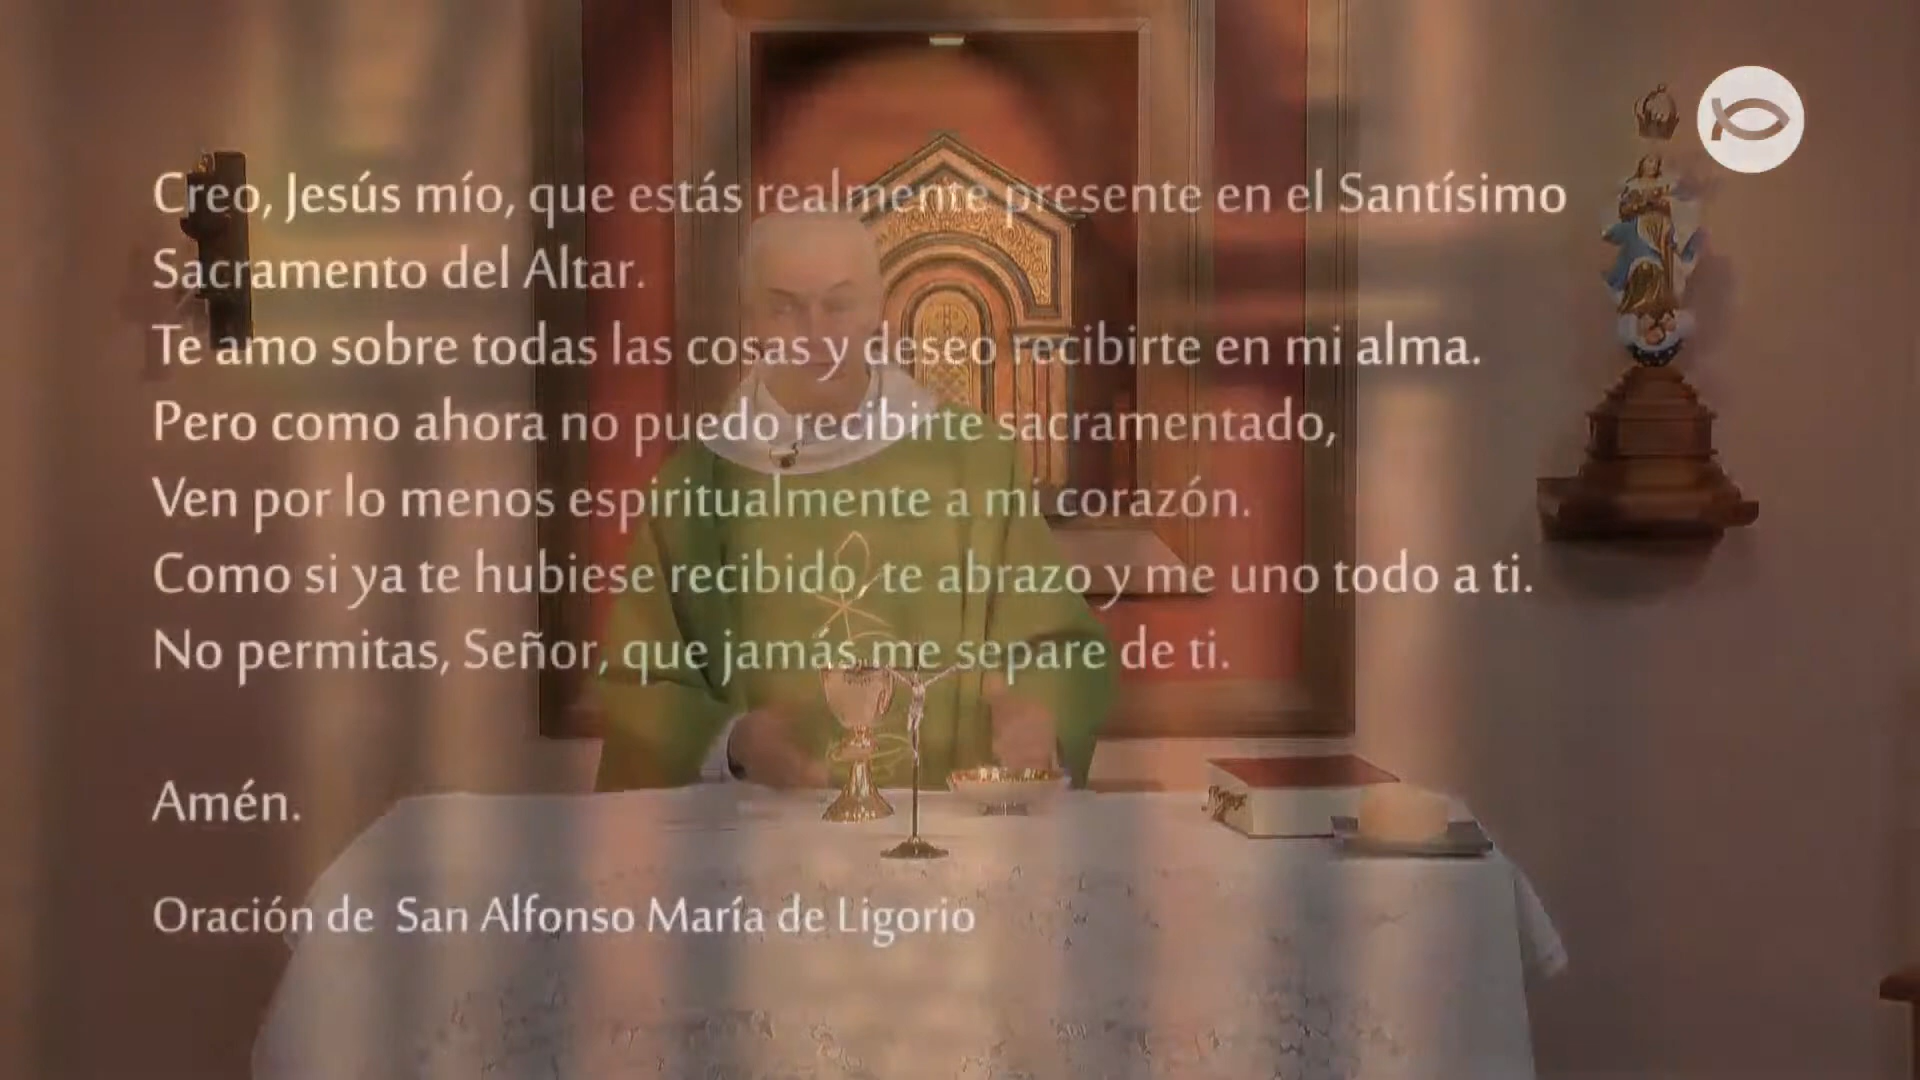 Creo, Jesús mío, que estás realmente presente en el Santísimo
Sacramento del Altar.
Te amo sobre todas las cosas y deseo recibirte en mi alma.
Pero como ahora no puedo recibirte sacramentado,
Ven por lo menos espiritualmente a mi corazón.
Como si ya te hubiese recibido, te abrazo y me uno todo a ti.
No permitas, Señor, que jamás me separe de ti.
Amén.
Oración de San Alfonso María de Ligorio